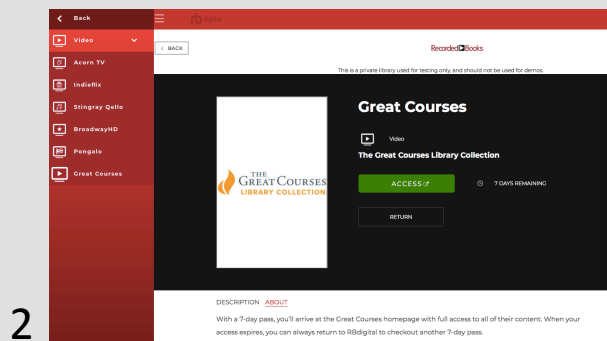 Back
rb digital
Video
< BACK
Recorded Books
Acorn TV
This is a private library used for testing only, and should not be used for demos.
Indieflix
Stingray Qello
BroadwayHD
Pongalo
Great Courses
Great Courses
Video
The Great Courses Library Collection
THE
GREAT COURSES
LIBRARY COLLECTION
ACCESS
7 DAYS REMAINING
RETURN
DESCRIPTION ABOUT
With a 7-day pass, you'll arrive at the Great Courses homepage with full access to all of their content. When your
access expires, you can always return to RBdigital to checkout another 7-day pass.
2